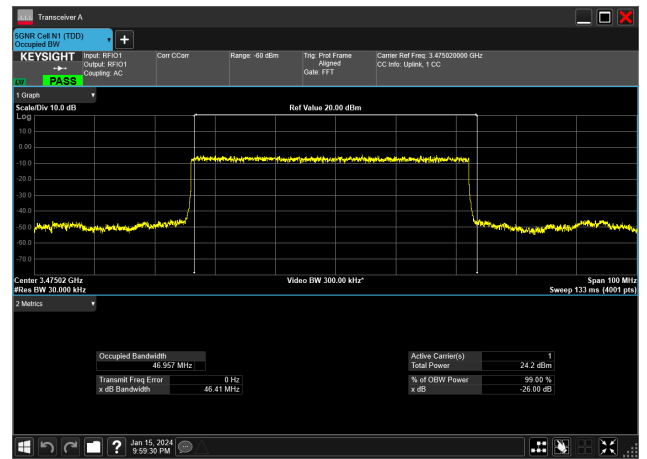 Transceiver A
5GNR Cell N1 (TDD)
Occupied BW
KEYSIGHT
Input: RFIO1
Output: RFIO1
Coupling: AC
Corr CCorr
Range: -60 dBm
Trig: Prot Frame
Aligned
Gate: FFT
Carrier Ref Freq: 3.475020000 GHz
CC Info: Uplink, 1 CC
PASS
1 Graph
Scale/Div 10.0 dB
Ref Value 20.00 dBm
Log
10.0
0.00
-10.0
-20.0
-30.0
-40.0
-50.0
-60.0
-70.0
Center 3.47502 GHz
Video BW 300.00 kHz*
Span 100 MHz
#Res BW 30.000 kHz
Sweep 133 ms (4001 pts)
2 Metrics
Occupied Bandwidth
46.957 MHz
Active Carrier(s) 1
Total Power 24.2 dBm
Transmit Freq Error 0 Hz
x dB Bandwidth 46.41 MHz
% of OBW Power 99.00 %
x dB -26.00 dB
Jan 15, 2024
9:59:30 PM